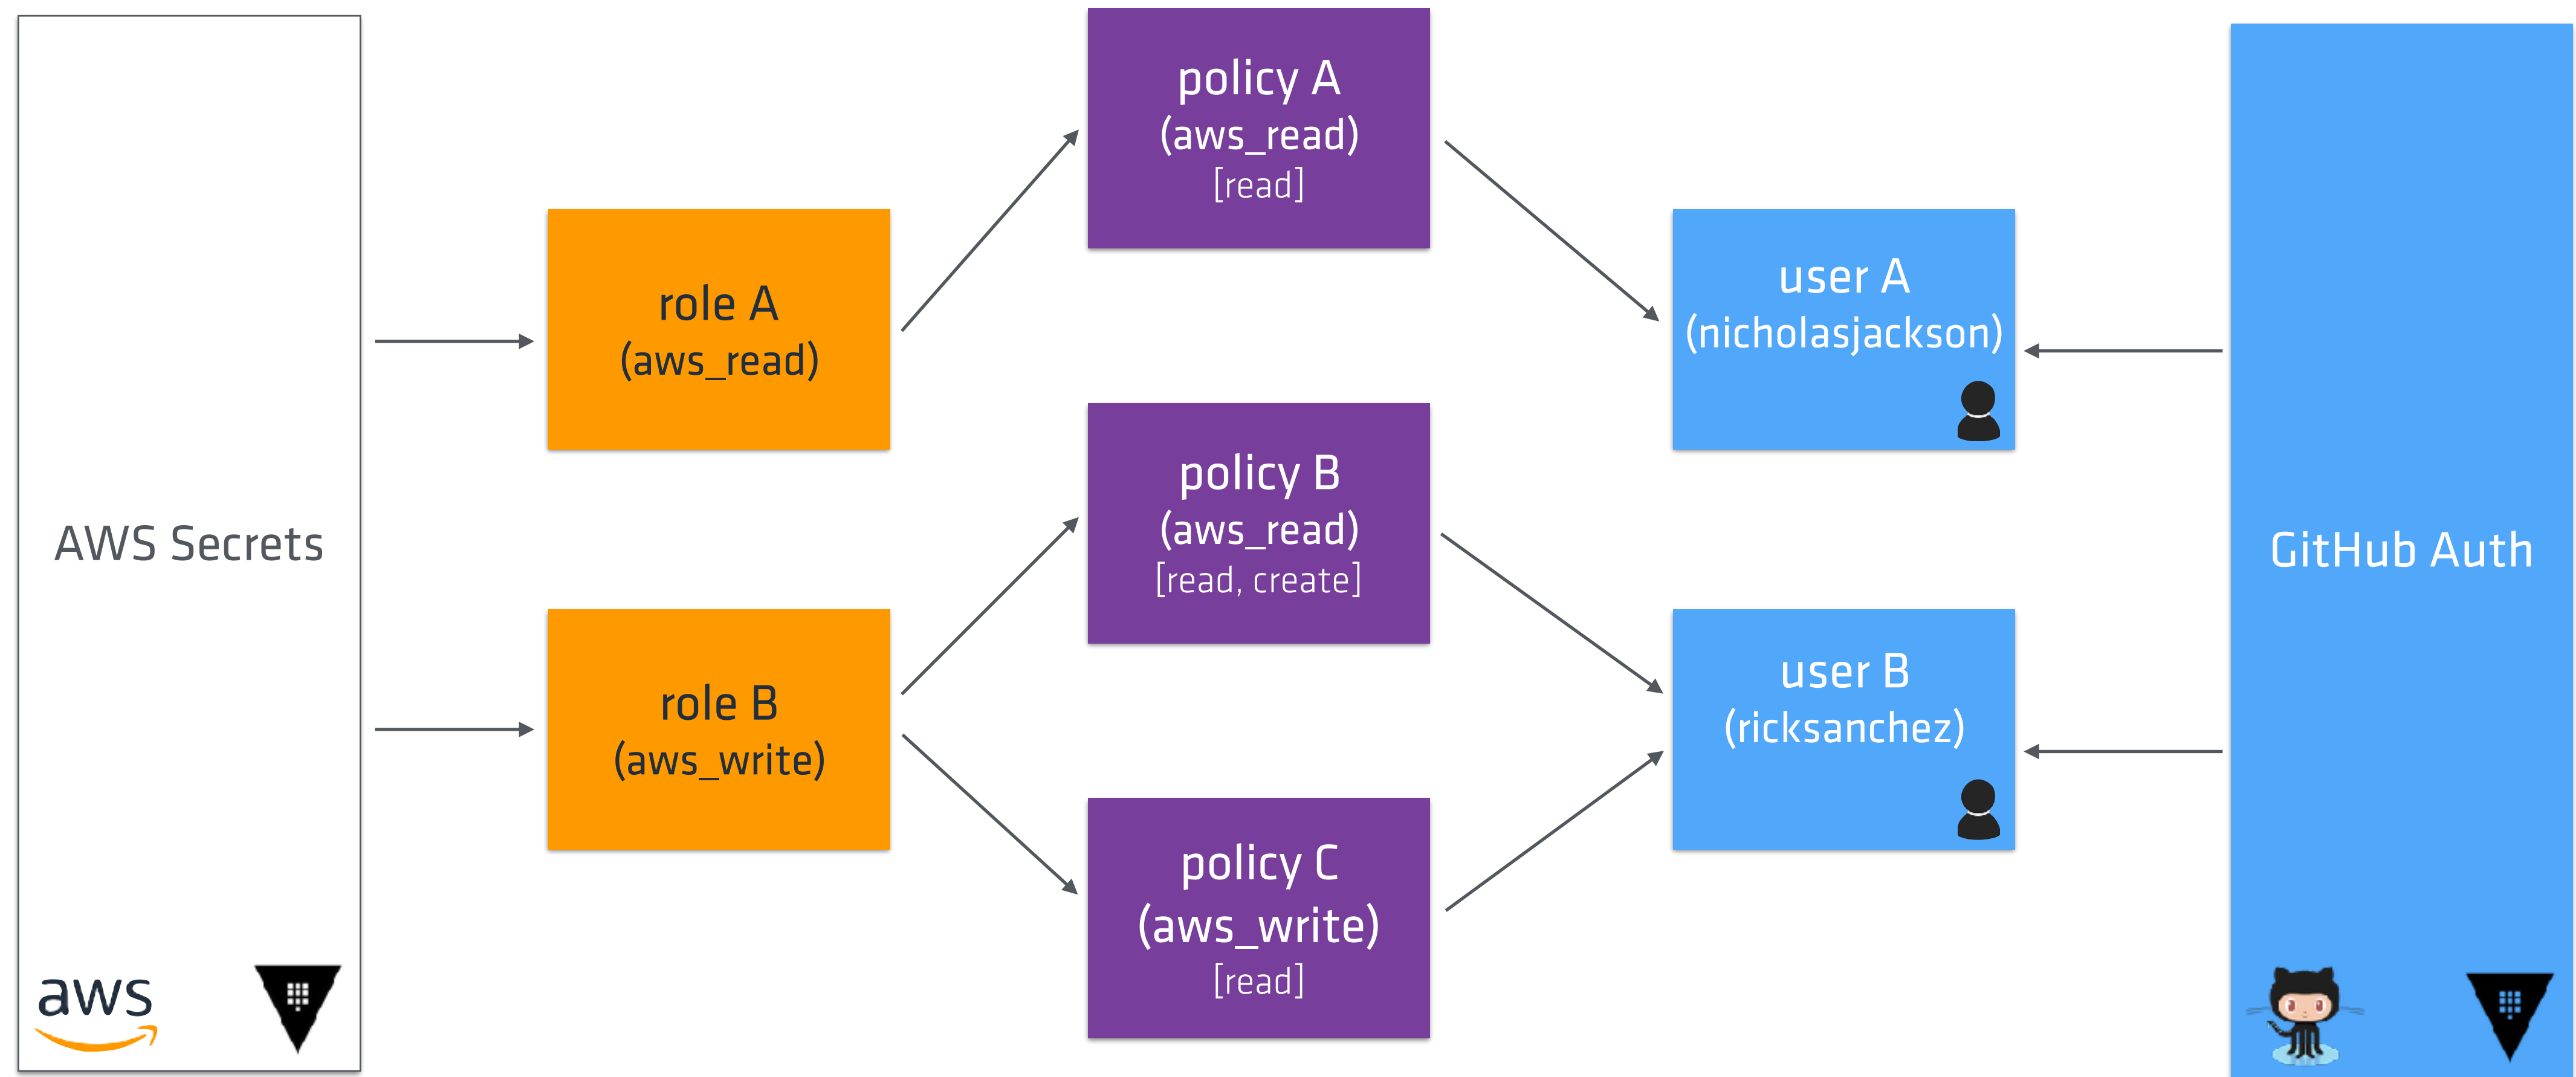 AWS Secrets
aws
role A
(aws_read)
role B
(aws_write)
policy A
(aws_read)
[read]
policy B
(aws_read)
[read, create]
policy C
(aws_write)
[read]
user A
(nicholasjackson)
user B
(ricksanchez)
GitHub Auth